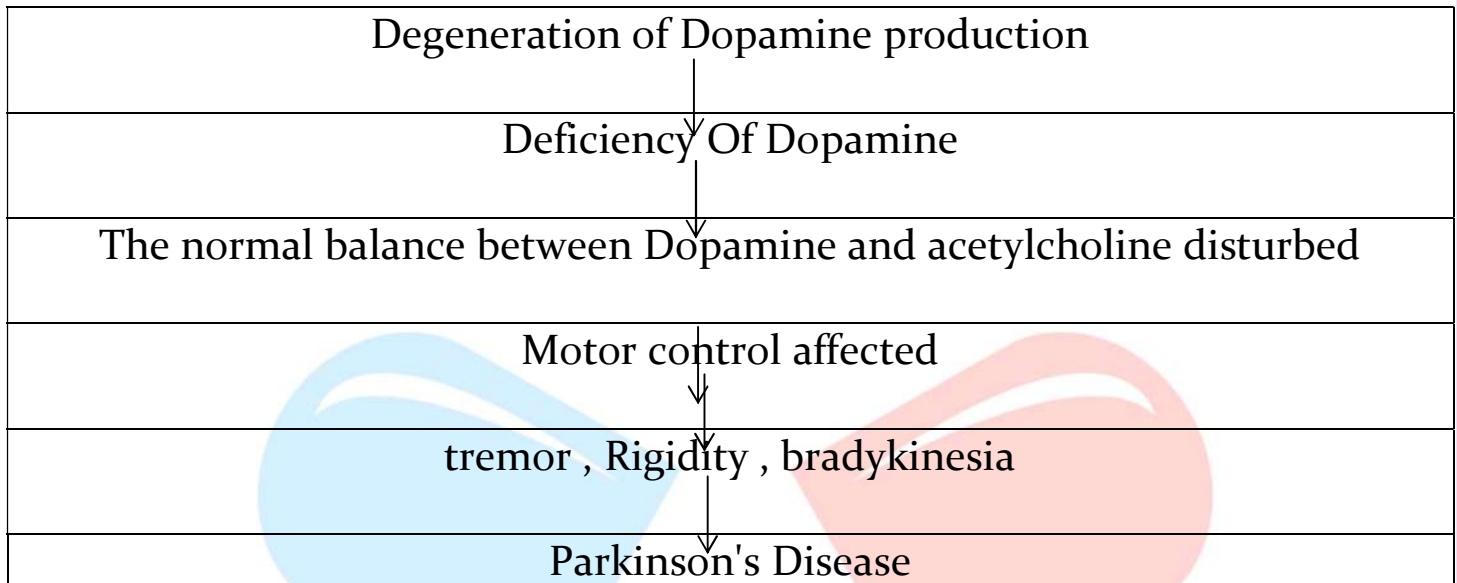 Degeneration of Dopamine production
Deficiency Of Dopamine
The normal balance between Dopamine and acetylcholine disturbed
Motor control affected
tremor , Rigidity , bradykinesia
Parkinson's Disease